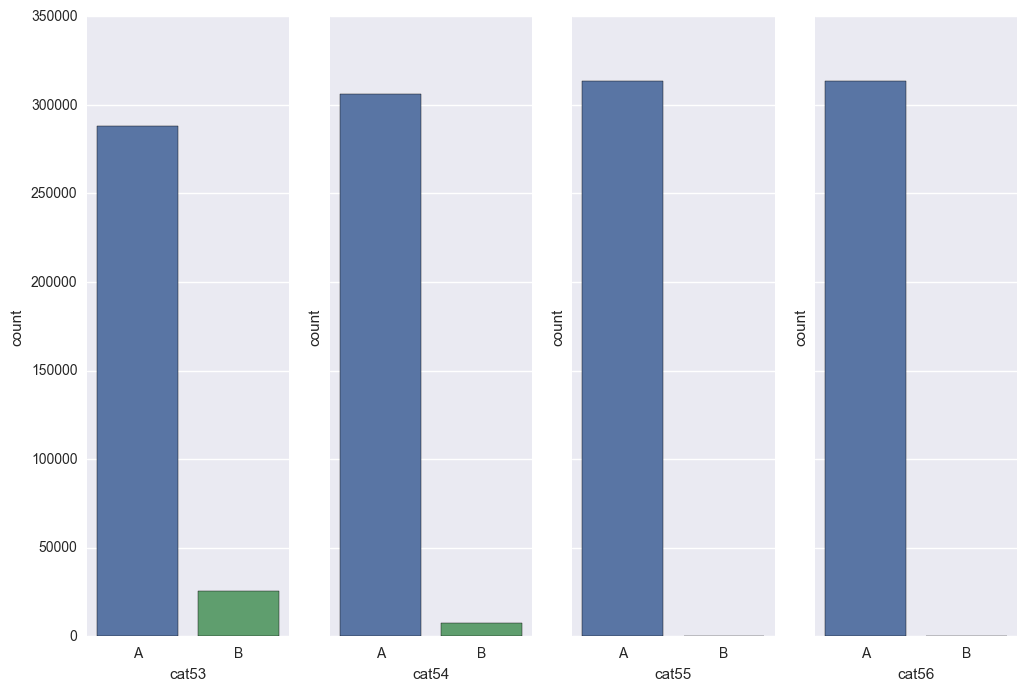 350000
300000
250000
200000
150000
100000
50000
0
count
count
count
count
A B
A B
A B
A B
cat53
cat54
cat55
cat56